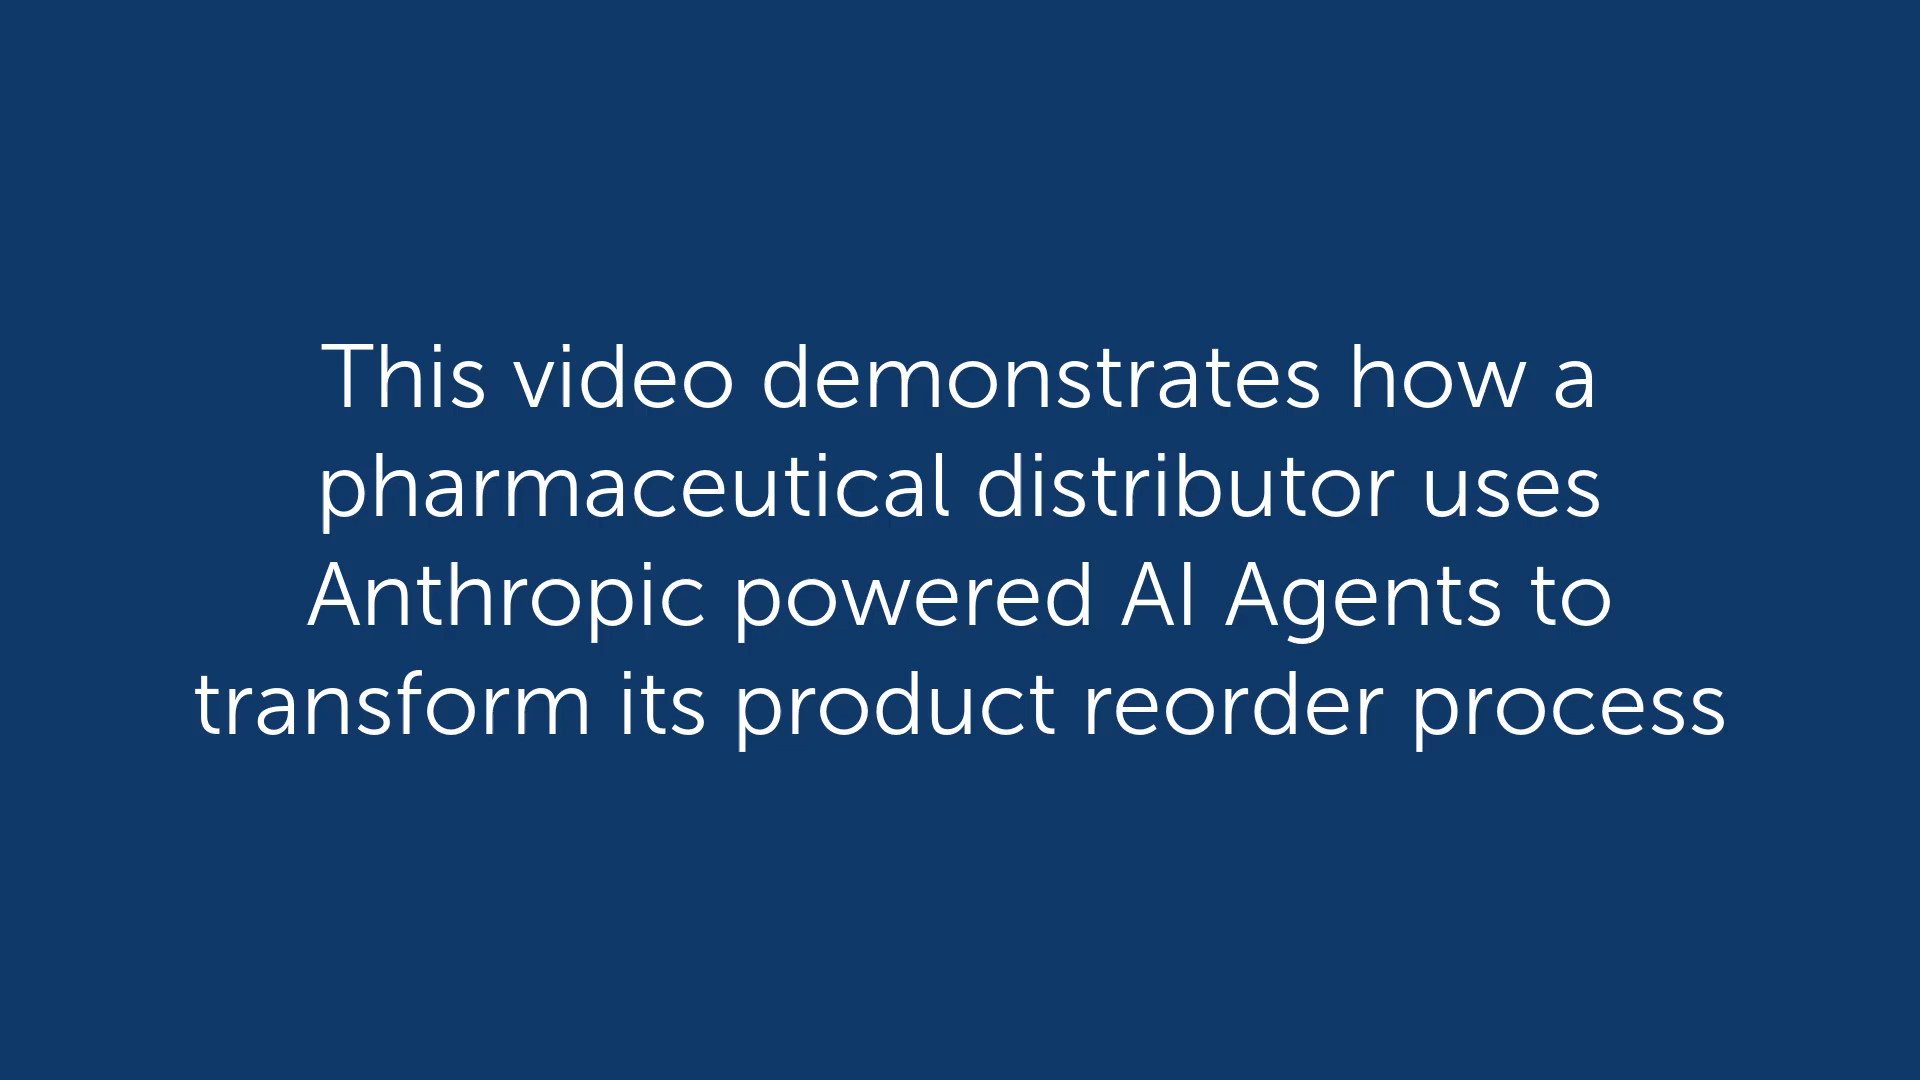 This video demonstrates how a
pharmaceutical distributor uses
Anthropic powered AI Agents to
transform its product reorder process